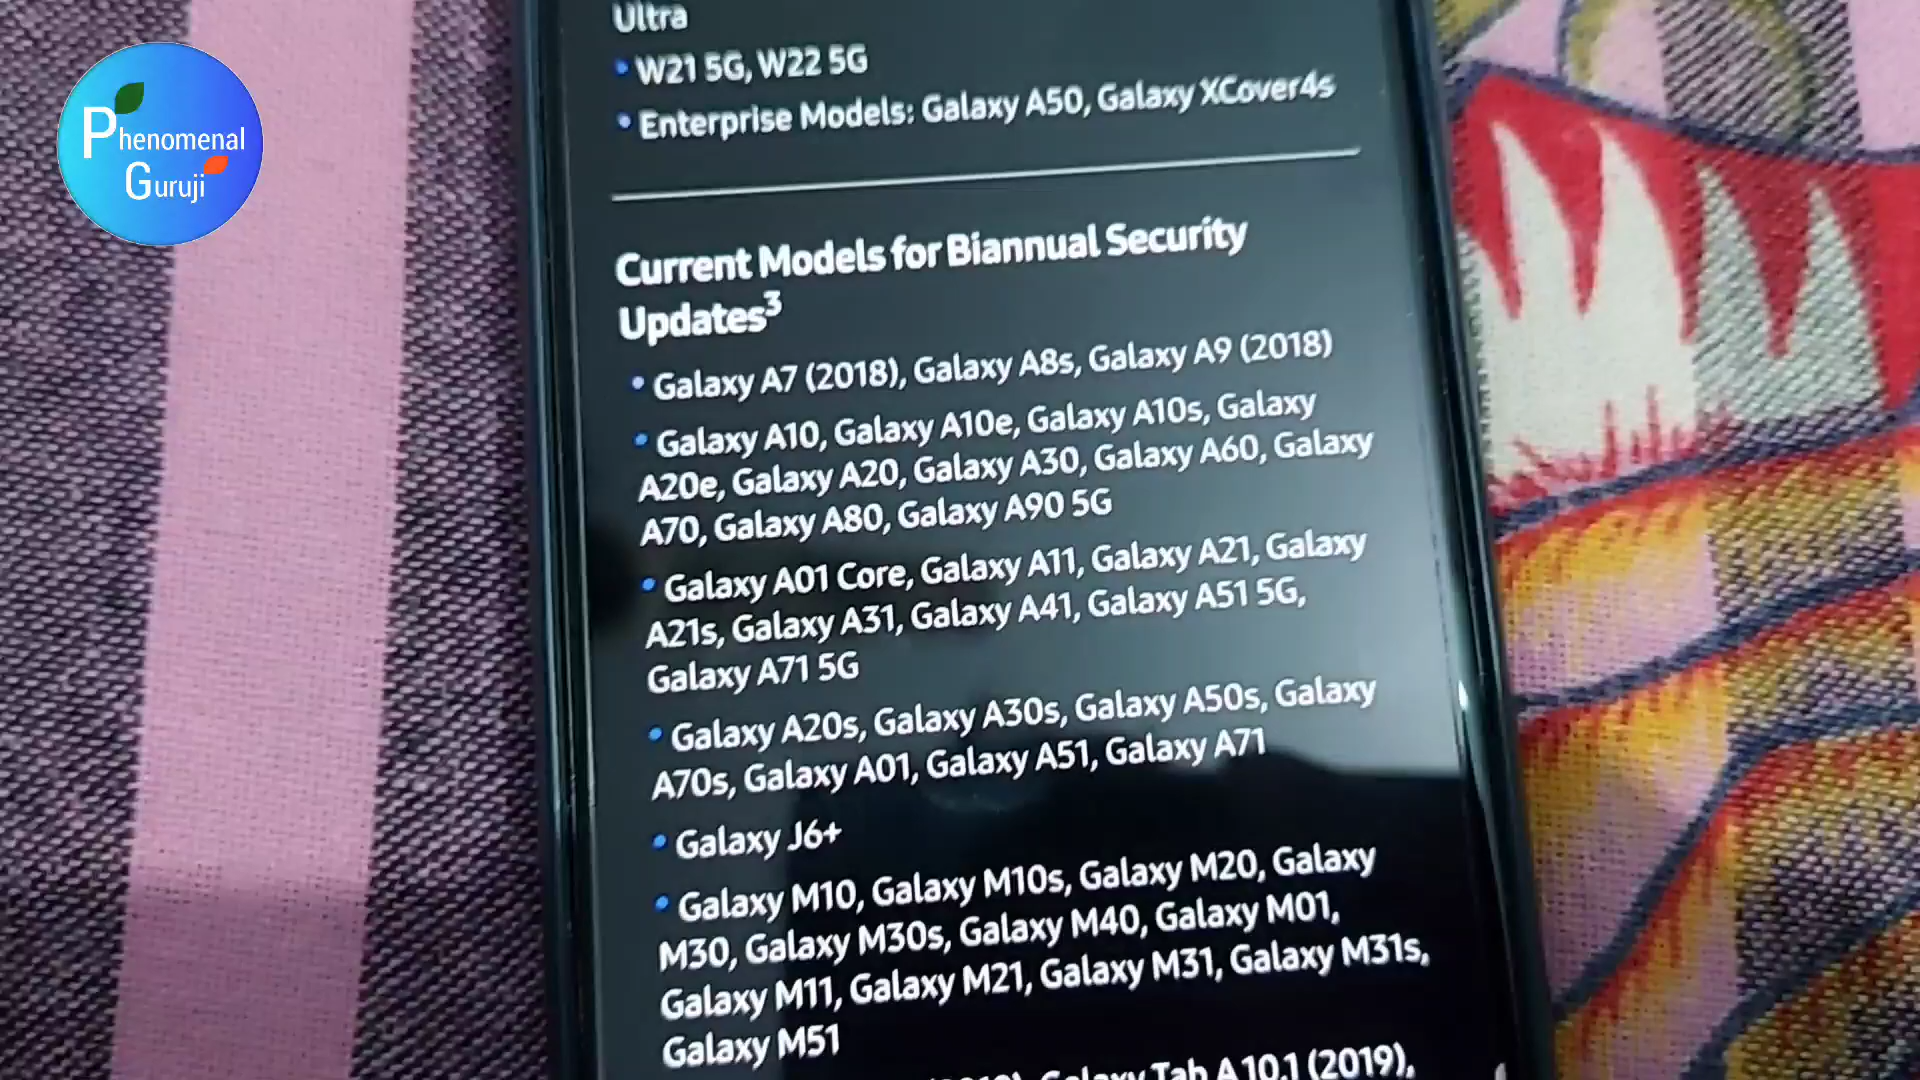 Phenomenal
Guruji
Ultra
• W21 5G, W22 5G
• Enterprise Models: Galaxy A50, Galaxy XCover4s
Current Models for Biannual Security
Updates³
• Galaxy A7 (2018), Galaxy A8s, Galaxy A9 (2018)
• Galaxy A10, Galaxy A10e, Galaxy A10s, Galaxy
A20e, Galaxy A20, Galaxy A30, Galaxy A60, Galaxy
A70, Galaxy A80, Galaxy A90 5G
• Galaxy A01 Core, Galaxy A11, Galaxy A21, Galaxy
A21s, Galaxy A31, Galaxy A41, Galaxy A51 5G,
Galaxy A71 5G
• Galaxy A20s, Galaxy A30s, Galaxy A50s, Galaxy
A70s, Galaxy A01, Galaxy A51, Galaxy A71
• Galaxy J6+
• Galaxy M10, Galaxy M10s, Galaxy M20, Galaxy
M30, Galaxy M30s, Galaxy M40, Galaxy M01,
Galaxy M11, Galaxy M21, Galaxy M31, Galaxy M31s,
Galaxy M51
Galaxy Tab A 10.1 (2019),